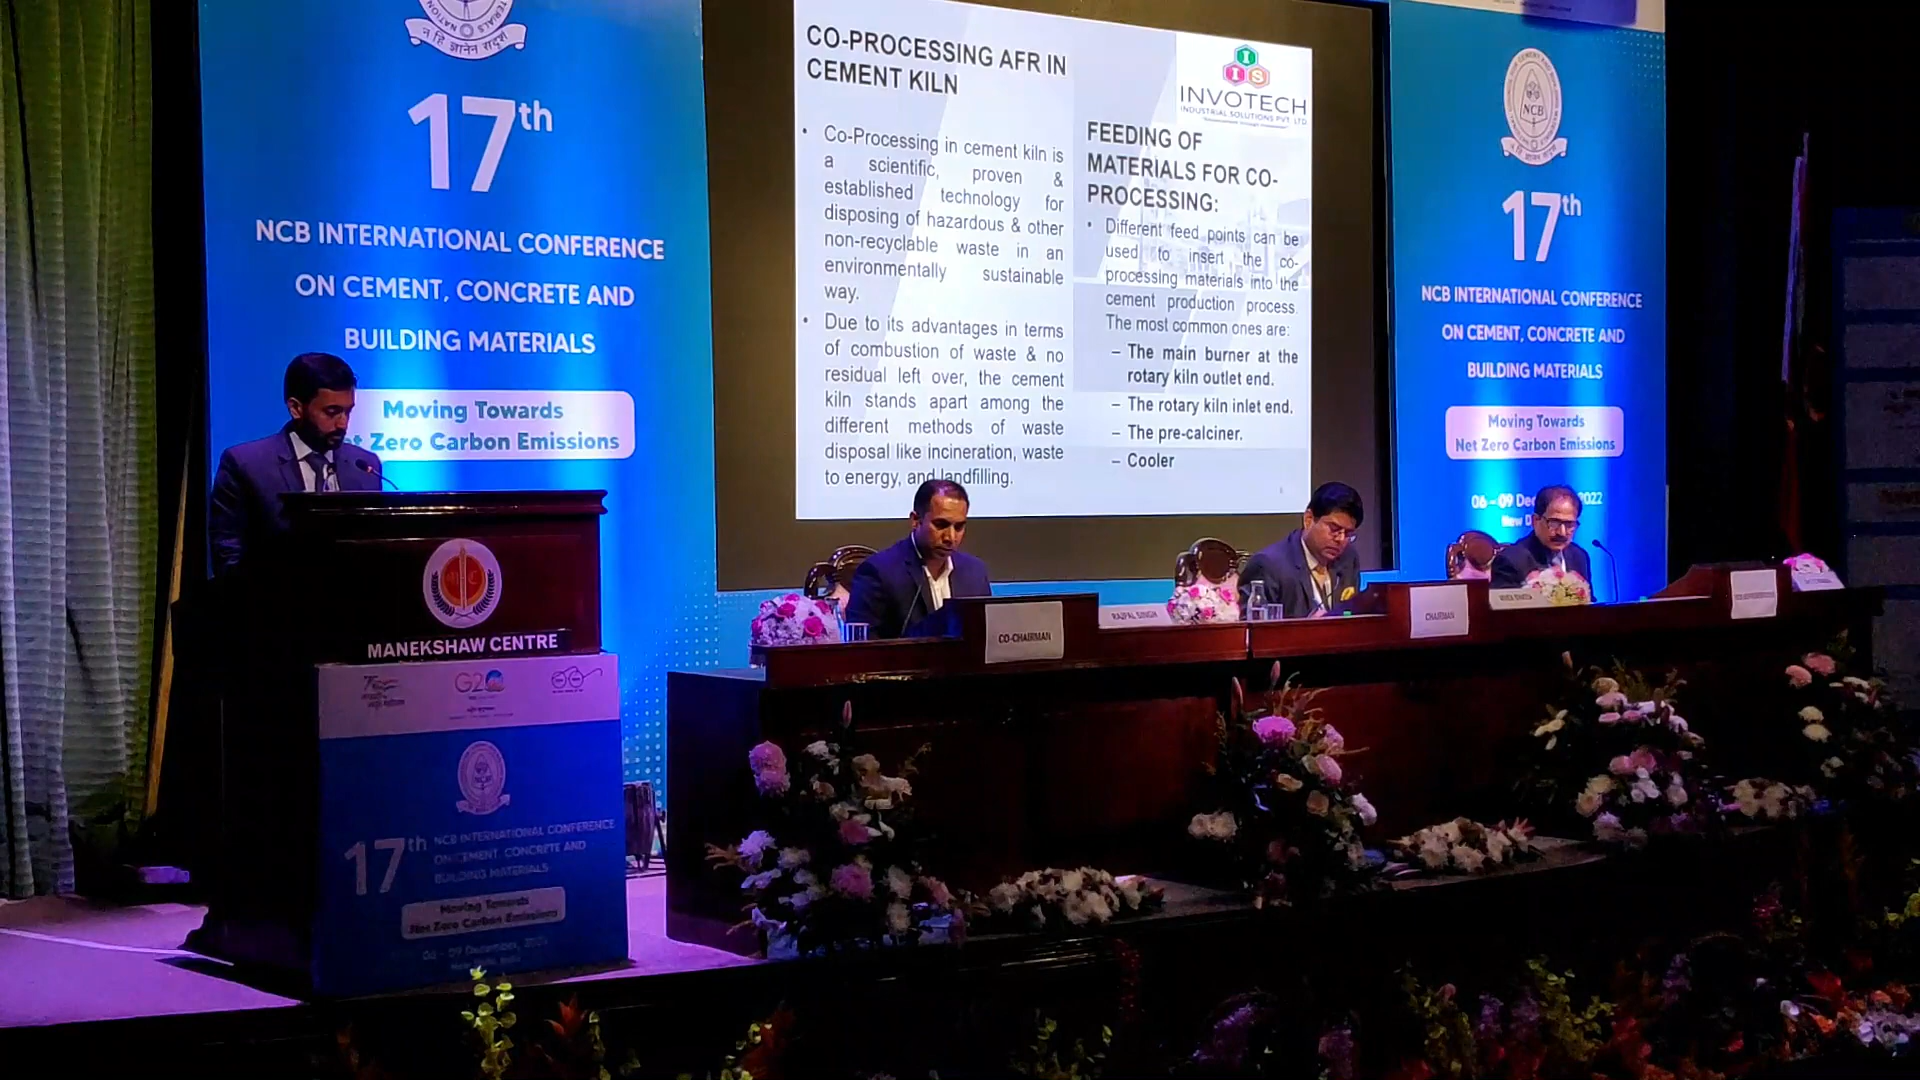 न हि ज्ञानेन सदृशं
17th
NCB INTERNATIONAL CONFERENCE
ON CEMENT, CONCRETE AND
BUILDING MATERIALS
Moving Towards
Zero Carbon Emissions
CO-PROCESSING AFR IN
CEMENT KILN
• Co-Processing in cement kiln is
a scientific, proven &
established technology for
disposing of hazardous & other
non-recyclable waste in an
environmentally sustainable
way.
• Due to its advantages in terms
of combustion of waste & no
residual left over, the cement
kiln stands apart among the
different methods of waste
disposal like incineration, waste
to energy, and landfilling.
I
I S
INVOTECH
INDUSTRIAL SOLUTIONS PVT. LTD
FEEDING OF
MATERIALS FOR CO-
PROCESSING:
• Different feed points can be
used to insert the co-
processing materials into the
cement production process.
The most common ones are:
– The main burner at the
rotary kiln outlet end.
– The rotary kiln inlet end.
– The pre-calciner.
– Cooler
NCB
17th
NCB INTERNATIONAL CONFERENCE
ON CEMENT, CONCRETE AND
BUILDING MATERIALS
Moving Towards
Net Zero Carbon Emissions
06 – 09 Dec 2022
New D
MANEKSHAW CENTRE
G20
NCB
17th NCB INTERNATIONAL CONFERENCE
ON CEMENT, CONCRETE AND
BUILDING MATERIALS
Moving Towards
Net Zero Carbon Emissions
06 – 09 December, 2022
CO-CHAIRMAN
RAJPAL SINGH
CHAIRMAN